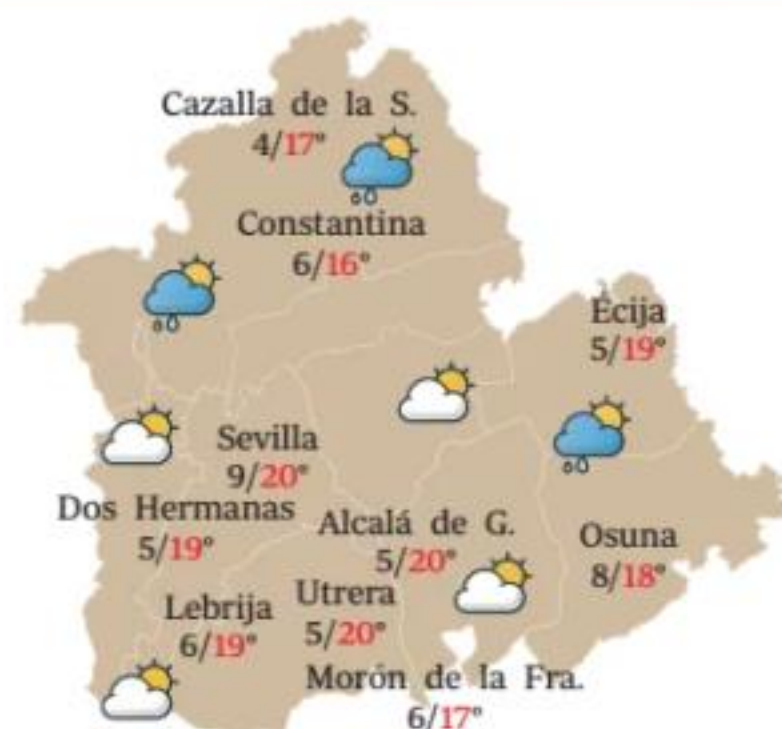 Cazalla de la S.
4/17°
Constantina
6/16°
Écija
5/19°
Sevilla
9/20°
Dos Hermanas
5/19°
Alcalá de G.
5/20°
Osuna
8/18°
Lebrija
6/19°
Utrera
5/20°
Morón de la Fra.
6/17°